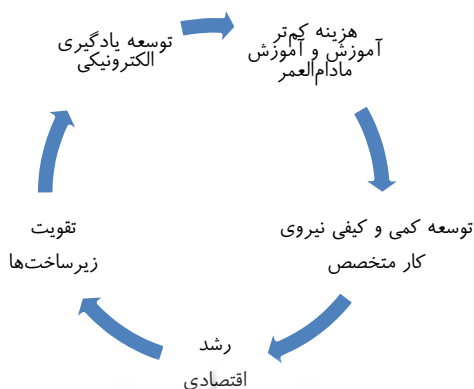 هزینه کم‌تر
آموزش و آموزش
مادام‌العمر
توسعه کمی و کیفی نیروی
کار متخصص
رشد
اقتصادی
تقویت
زیرساخت‌ها
توسعه یادگیری
الکترونیکی